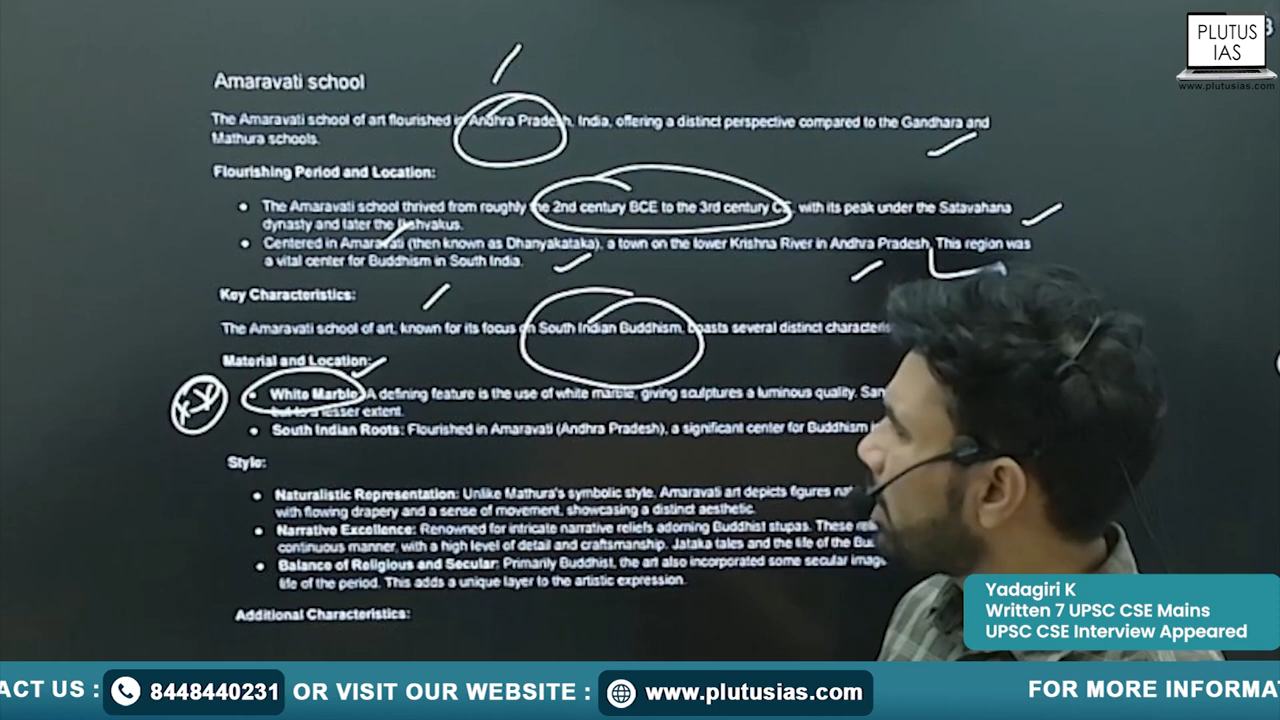 PLUTUS
IAS
www.plutusias.com
Amaravati school
The Amaravati school of art flourished in Andhra Pradesh, India, offering a distinct perspective compared to the Gandhara and
Mathura schools.
Flourishing Period and Location:
The Amaravati school thrived from roughly the 2nd century BCE to the 3rd century CE, with its peak under the Satavahana
dynasty and later the Ikshvakus.
Centered in Amaravati (then known as Dhanyakataka), a town on the lower Krishna River in Andhra Pradesh, This region was
a vital center for Buddhism in South India.
Key Characteristics:
The Amaravati school of art, known for its focus on South Indian Buddhism, boasts several distinct
Material and Location:
White Marble: A defining feature is the use of white marble, giving sculptures a luminous quality.
but to a lesser extent.
South Indian Roots: Flourished in Amaravati (Andhra Pradesh), a significant center for Buddhism
Style:
Naturalistic Representation: Unlike Mathura's symbolic style, Amaravati art depicts figures
with flowing drapery and a sense of movement, showcasing a distinct aesthetic.
Narrative Excellence: Renowned for intricate narrative reliefs adorning Buddhist stupas. These
continuous manner, with a high level of detail and craftsmanship. Jataka tales and the life of the
Balance of Religious and Secular: Primarily Buddhist, the art also incorporated some secular
life of the period. This adds a unique layer to the artistic expression.
Additional Characteristics:
Yadagiri K
Written 7 UPSC CSE Mains
UPSC CSE Interview Appeared
ACT US : 8448440231 OR VISIT OUR WEBSITE : www.plutusias.com FOR MORE INFORMA